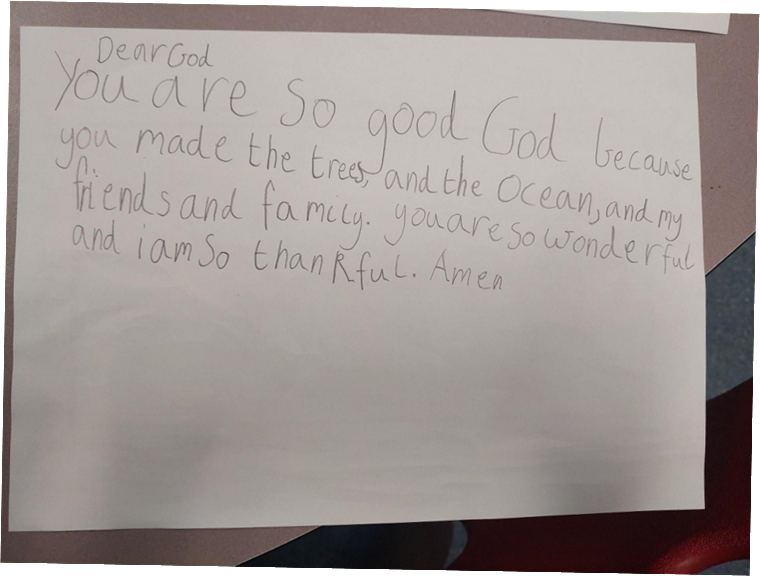 Dear God
You are so good God because
you made the trees, and the Ocean, and my
friends and family. you are so wonderful
and i am so thankful. Amen